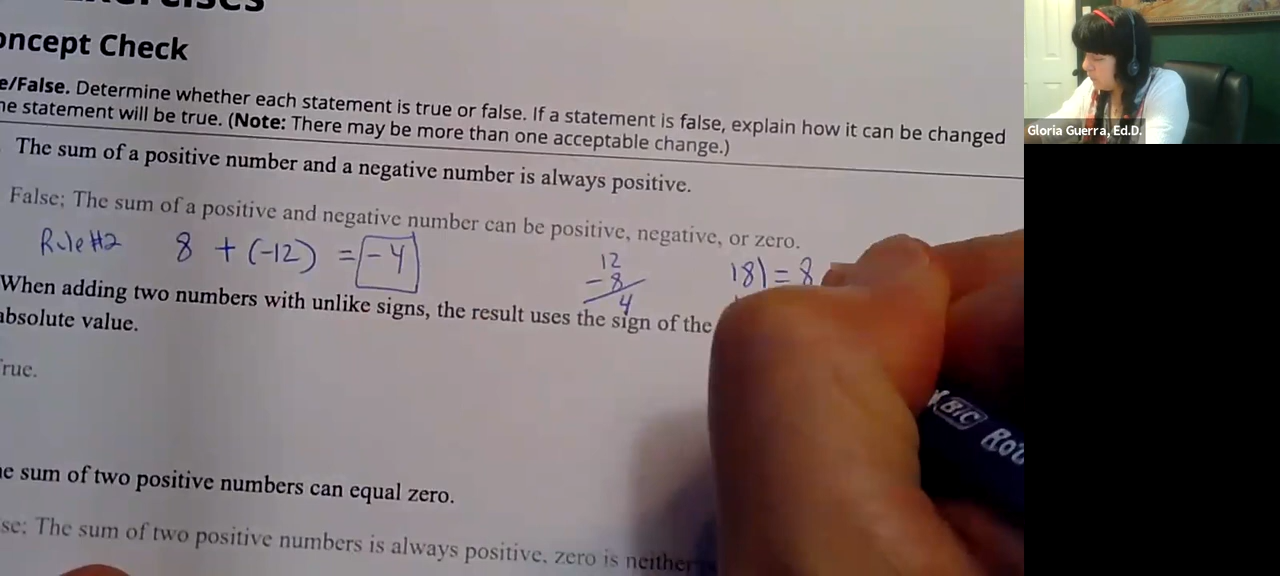 oncept Check
e/False. Determine whether each statement is true or false. If a statement is false, explain how it can be changed
he statement will be true. (Note: There may be more than one acceptable change.)
The sum of a positive number and a negative number is always positive.
False; The sum of a positive and negative number can be positive, negative, or zero.
Rule #2 8 + (-12) = -4
12
-8
4
|8| = 8
When adding two numbers with unlike signs, the result uses the sign of the
absolute value.
rue.
e sum of two positive numbers can equal zero.
se; The sum of two positive numbers is always positive, zero is neither
BIC
Gloria Guerra, Ed.D.